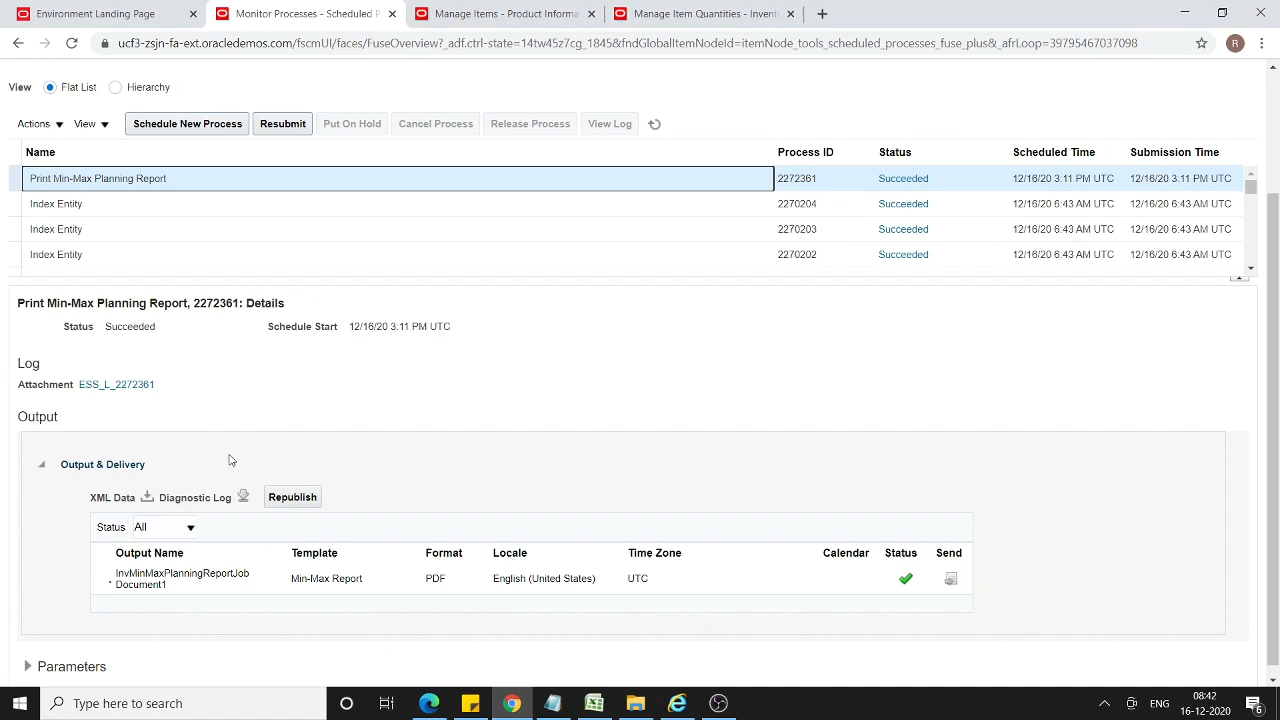 Environment Landing Page
Monitor Processes - Scheduled P
Manage Items - Product Informa
Manage Item Quantities - Invent
ucf3-zsjn-fa-ext.oracledemos.com/fscmUI/faces/FuseOverview?_adf.ctrl-state=14tw45z7cg_1845&fndGlobalItemNodeId=itemNode_tools_scheduled_processes_fuse_plus&_afrLoop=39795467037098
R
View Flat List Hierarchy
Actions View Schedule New Process Resubmit Put On Hold Cancel Process Release Process View Log
Name Process ID Status Scheduled Time Submission Time
Print Min-Max Planning Report 2272361 Succeeded 12/16/20 3:11 PM UTC 12/16/20 3:11 PM UTC
Index Entity 2270204 Succeeded 12/16/20 6:43 AM UTC 12/16/20 6:43 AM UTC
Index Entity 2270203 Succeeded 12/16/20 6:43 AM UTC 12/16/20 6:43 AM UTC
Index Entity 2270202 Succeeded 12/16/20 6:43 AM UTC 12/16/20 6:43 AM UTC
Print Min-Max Planning Report, 2272361: Details
Status Succeeded Schedule Start 12/16/20 3:11 PM UTC
Log
Attachment ESS_L_2272361
Output
Output & Delivery
XML Data Diagnostic Log Republish
Status All
Output Name Template Format Locale Time Zone Calendar Status Send
InvMinMaxPlanningReportJob
Document1
Min-Max Report PDF English (United States) UTC
Parameters
Type here to search
ENG
08:42
16-12-2020
6